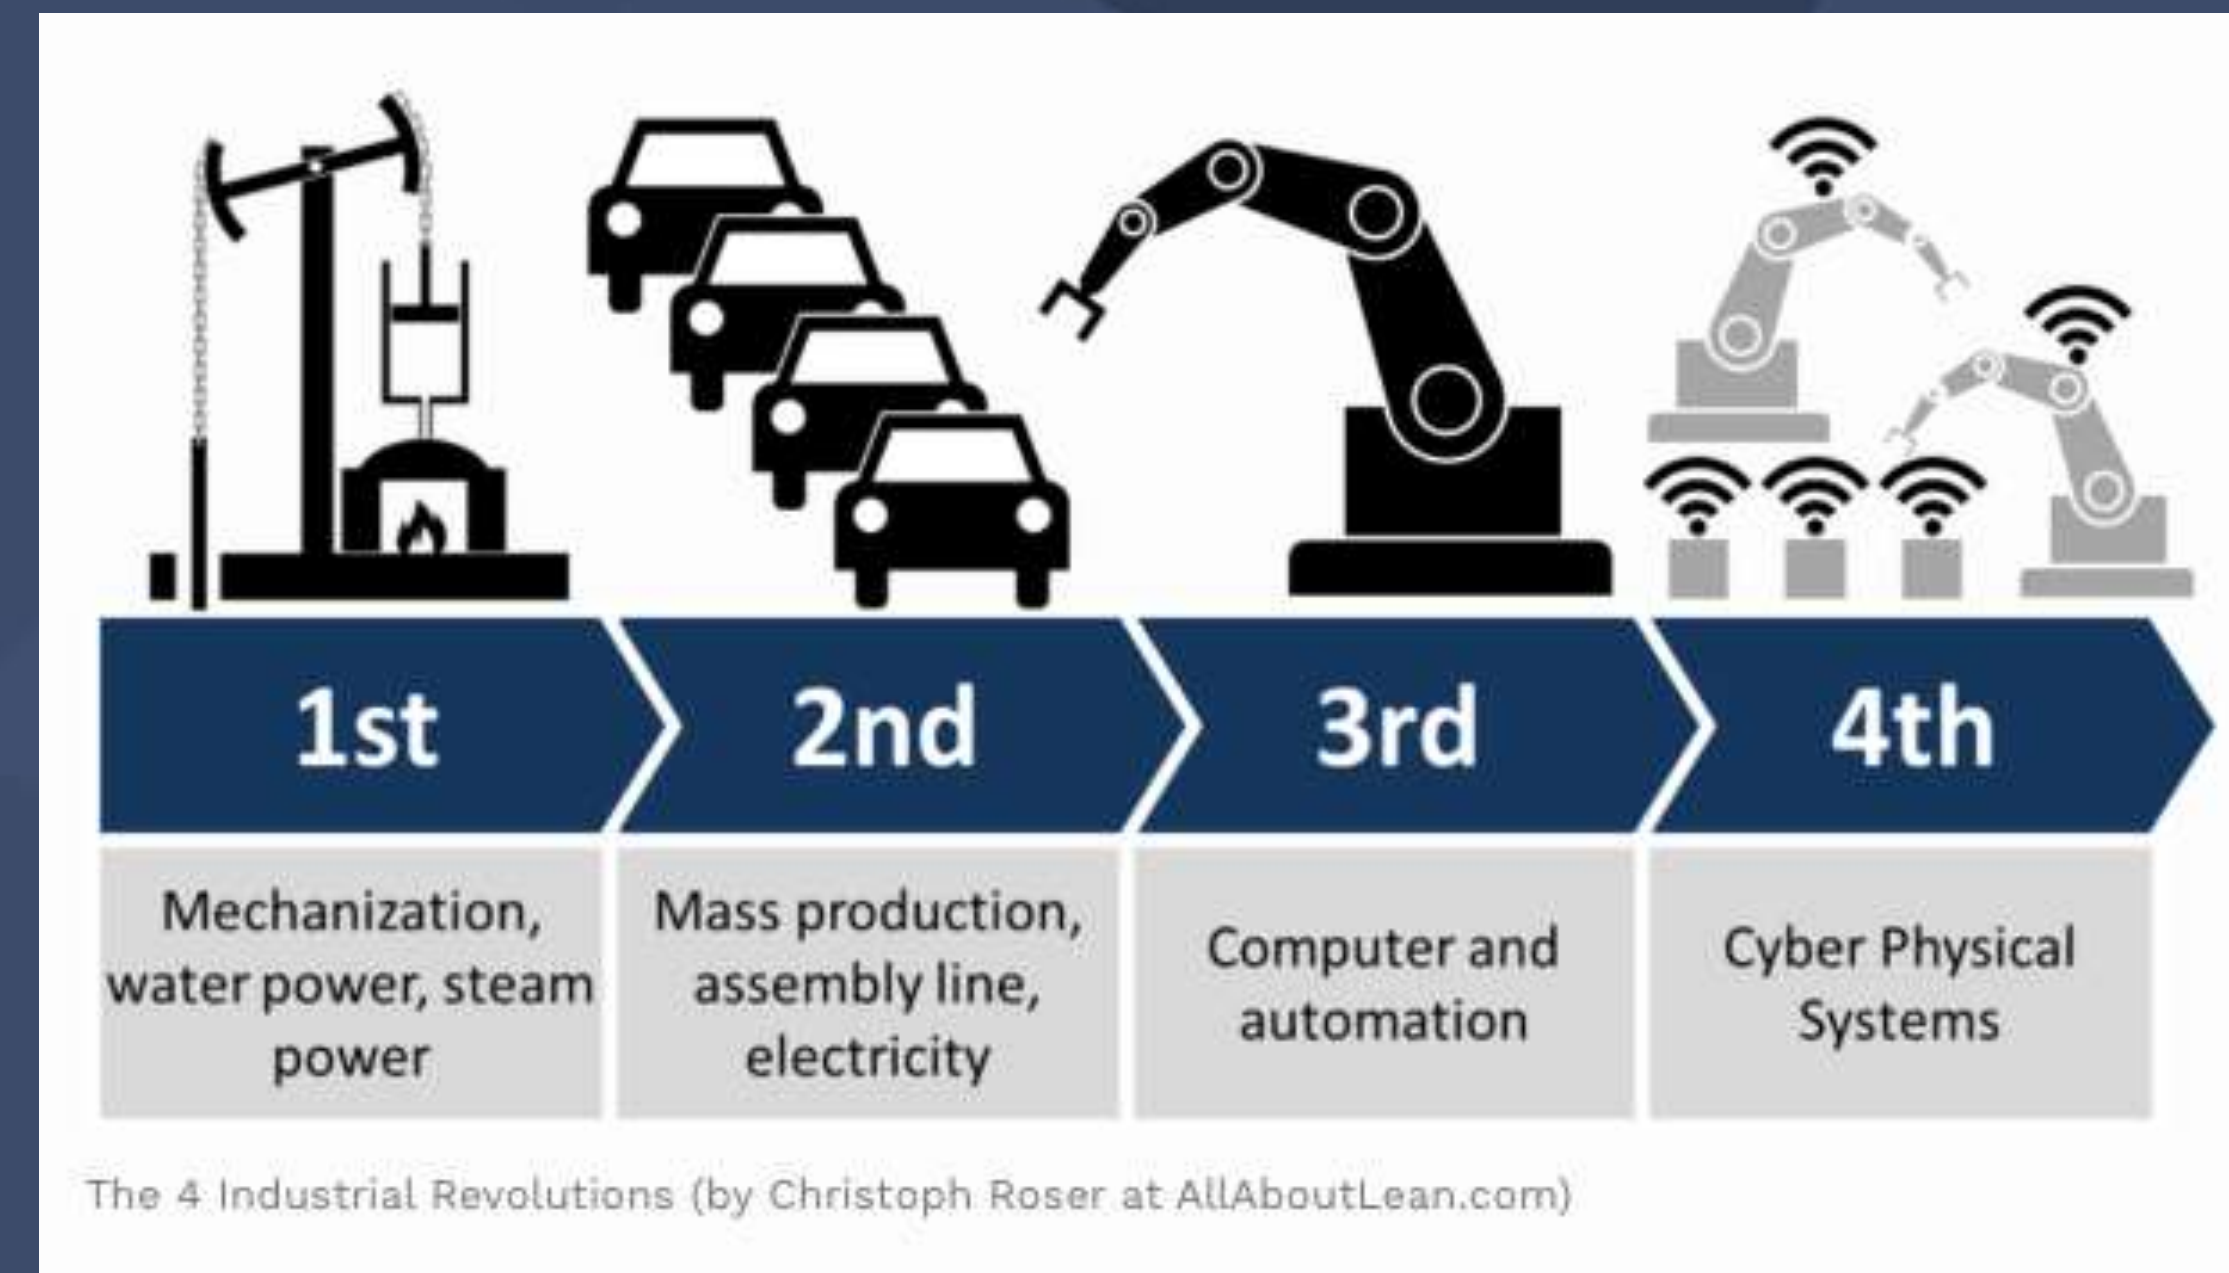 1st
2nd
3rd
4th
Mechanization,
water power, steam
power
Mass production,
assembly line,
electricity
Computer and
automation
Cyber Physical
Systems
The 4 Industrial Revolutions (by Christoph Roser at AllAboutLean.com)